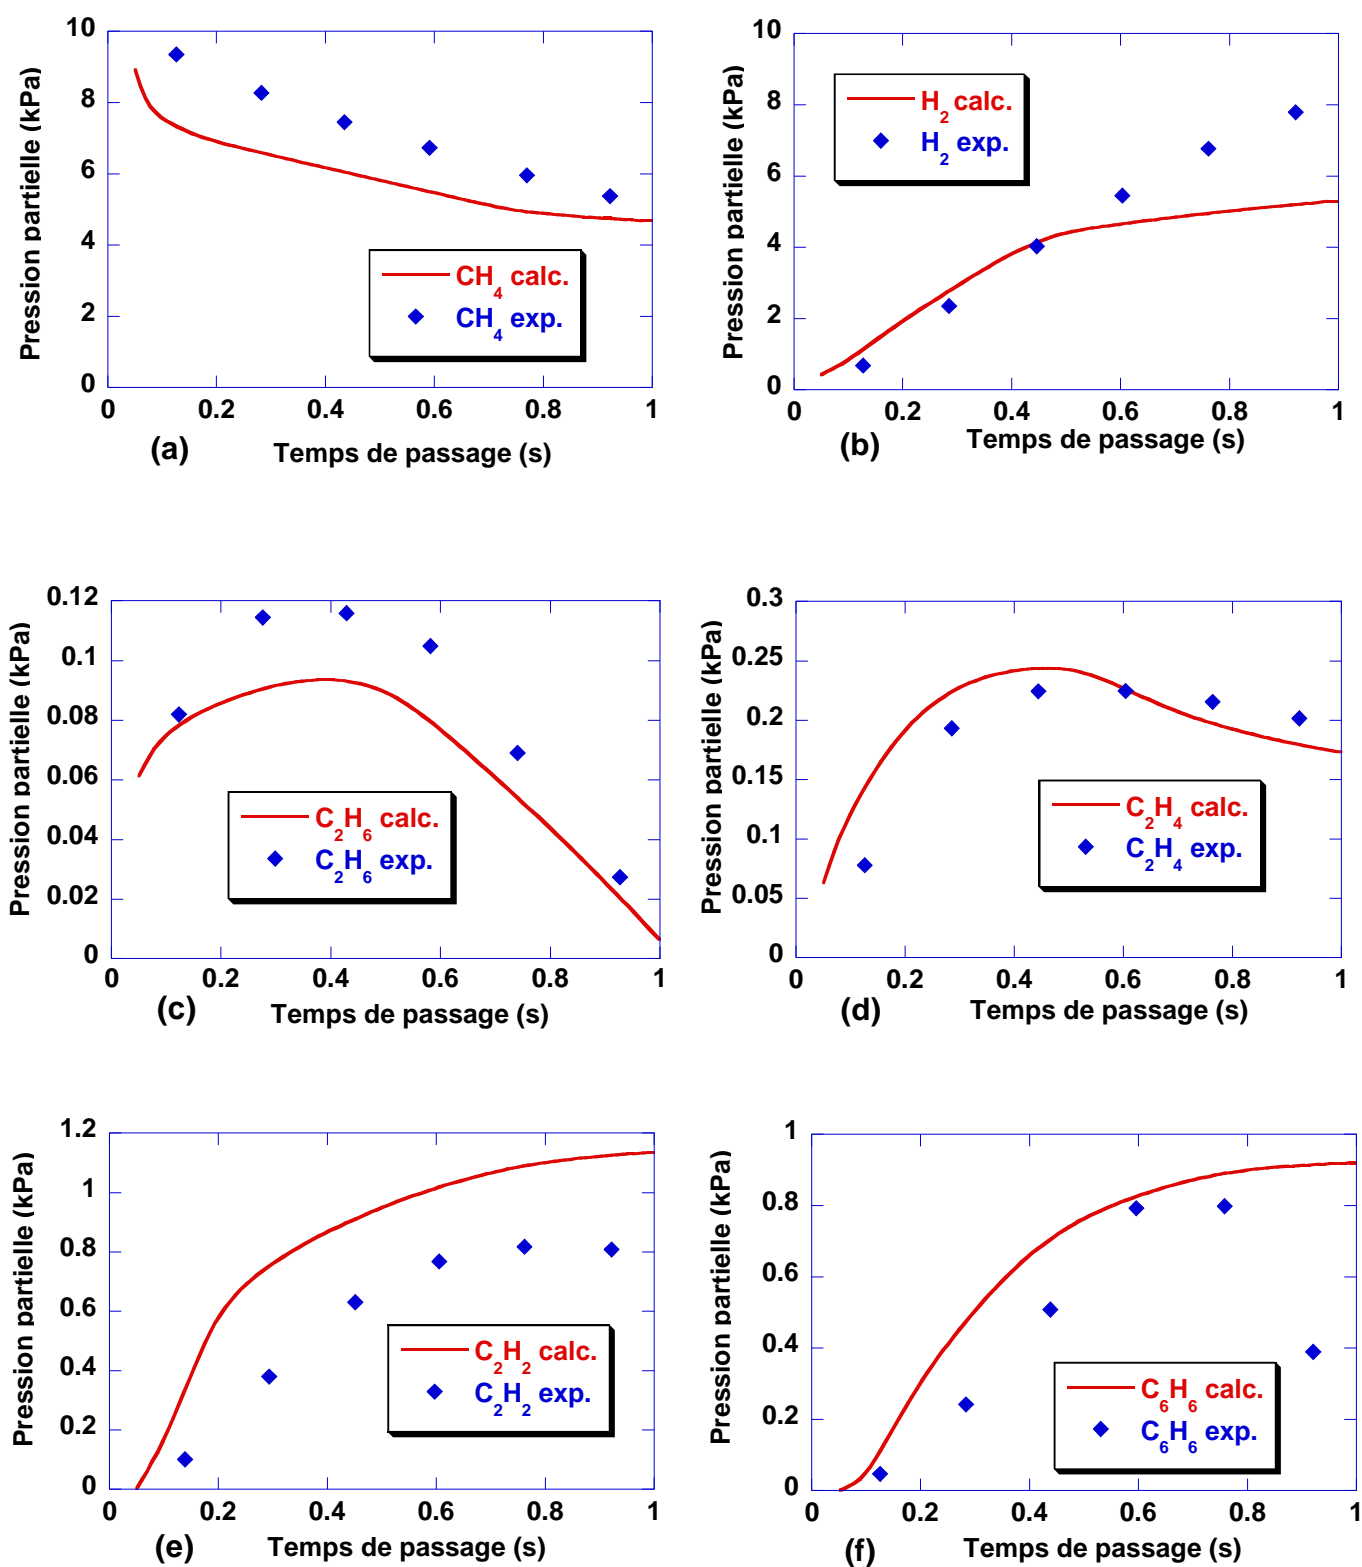 Pression partielle (kPa)
10
8
6
4
2
0
0
0.2
0.4
0.6
0.8
1
CH4 calc.
CH4 exp.
(a)
Temps de passage (s)
Pression partielle (kPa)
10
8
6
4
2
0
0
0.2
0.4
0.6
0.8
1
H2 calc.
H2 exp.
(b)
Temps de passage (s)
Pression partielle (kPa)
0.12
0.1
0.08
0.06
0.04
0.02
0
0
0.2
0.4
0.6
0.8
1
C2H6 calc.
C2H6 exp.
(c)
Temps de passage (s)
Pression partielle (kPa)
0.3
0.25
0.2
0.15
0.1
0.05
0
0
0.2
0.4
0.6
0.8
1
C2H4 calc.
C2H4 exp.
(d)
Temps de passage (s)
Pression partielle (kPa)
1.2
1
0.8
0.6
0.4
0.2
0
0
0.2
0.4
0.6
0.8
1
C2H2 calc.
C2H2 exp.
(e)
Temps de passage (s)
Pression partielle (kPa)
1
0.8
0.6
0.4
0.2
0
0
0.2
0.4
0.6
0.8
1
C6H6 calc.
C6H6 exp.
(f)
Temps de passage (s)